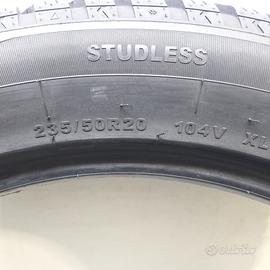 STUDLESS
235/50R20 104V XL
subito